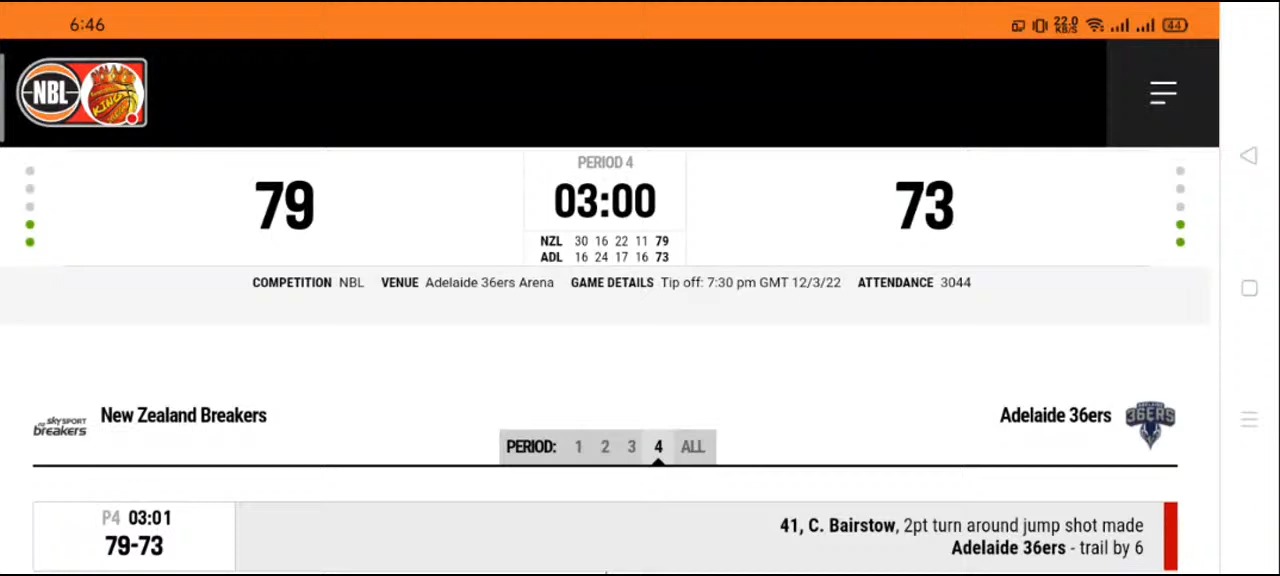 6:46
22.0
KB/S
44
NBL
KINGS
PERIOD 4
79
03:00
73
NZL 30 16 22 11 79
ADL 16 24 17 16 73
COMPETITION NBL VENUE Adelaide 36ers Arena GAME DETAILS Tip off: 7:30 pm GMT 12/3/22 ATTENDANCE 3044
skysport
breakers
New Zealand Breakers
Adelaide 36ers
36ERS
PERIOD: 1 2 3 4 ALL
P4 03:01
79-73
41, C. Bairstow, 2pt turn around jump shot made
Adelaide 36ers - trail by 6